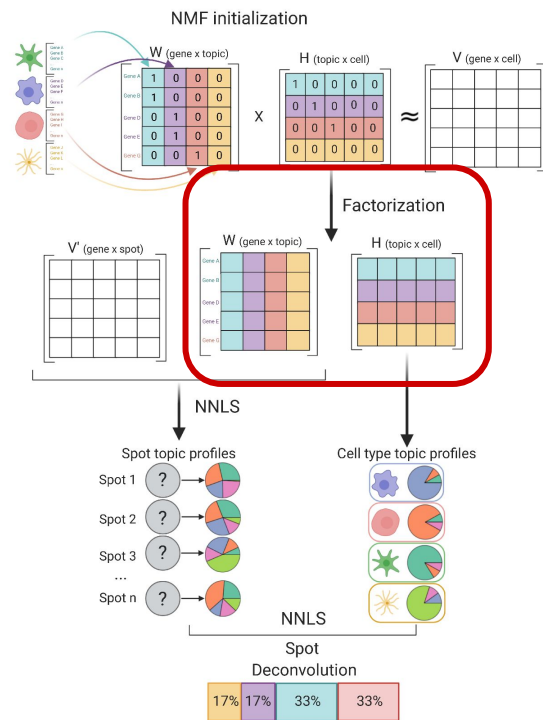 NMF initialization
W (gene x topic)
H (topic x cell)
V (gene x cell)
Gene A
Gene B
Gene D
Gene E
Gene G
1 0 0 0
1 0 0 0
0 1 0 0
0 1 0 0
0 0 1 0
X
1 0 0 0 0
0 1 0 0 0
0 0 1 0 0
0 0 0 0 0
≈
Factorization
V' (gene x spot)
W (gene x topic)
H (topic x cell)
Gene A
Gene B
Gene D
Gene E
Gene G
NNLS
Spot topic profiles
Cell type topic profiles
Spot 1 ?
Spot 2 ?
Spot 3 ?
...
Spot n ?
NNLS
Spot
Deconvolution
17% 17% 33% 33%